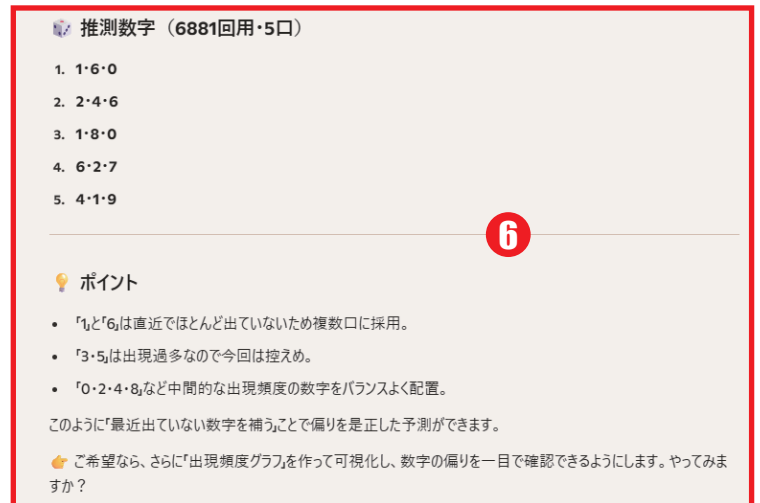 🎲 推測数字（6881回用・5口）
1. 1・6・0
2. 2・4・6
3. 1・8・0
4. 6・2・7
5. 4・1・9
6
💡 ポイント
• 「1」と「6」は直近でほとんど出ていないため複数口に採用。
• 「3・5」は出現過多なので今回は控えめ。
• 「0・2・4・8」など中間的な出現頻度の数字をバランスよく配置。
このように「最近出ていない数字を補う」ことで偏りを是正した予測ができます。
👉 ご希望なら、さらに「出現頻度グラフ」を作って可視化し、数字の偏りを一目で確認できるようにします。やってみま
すか？